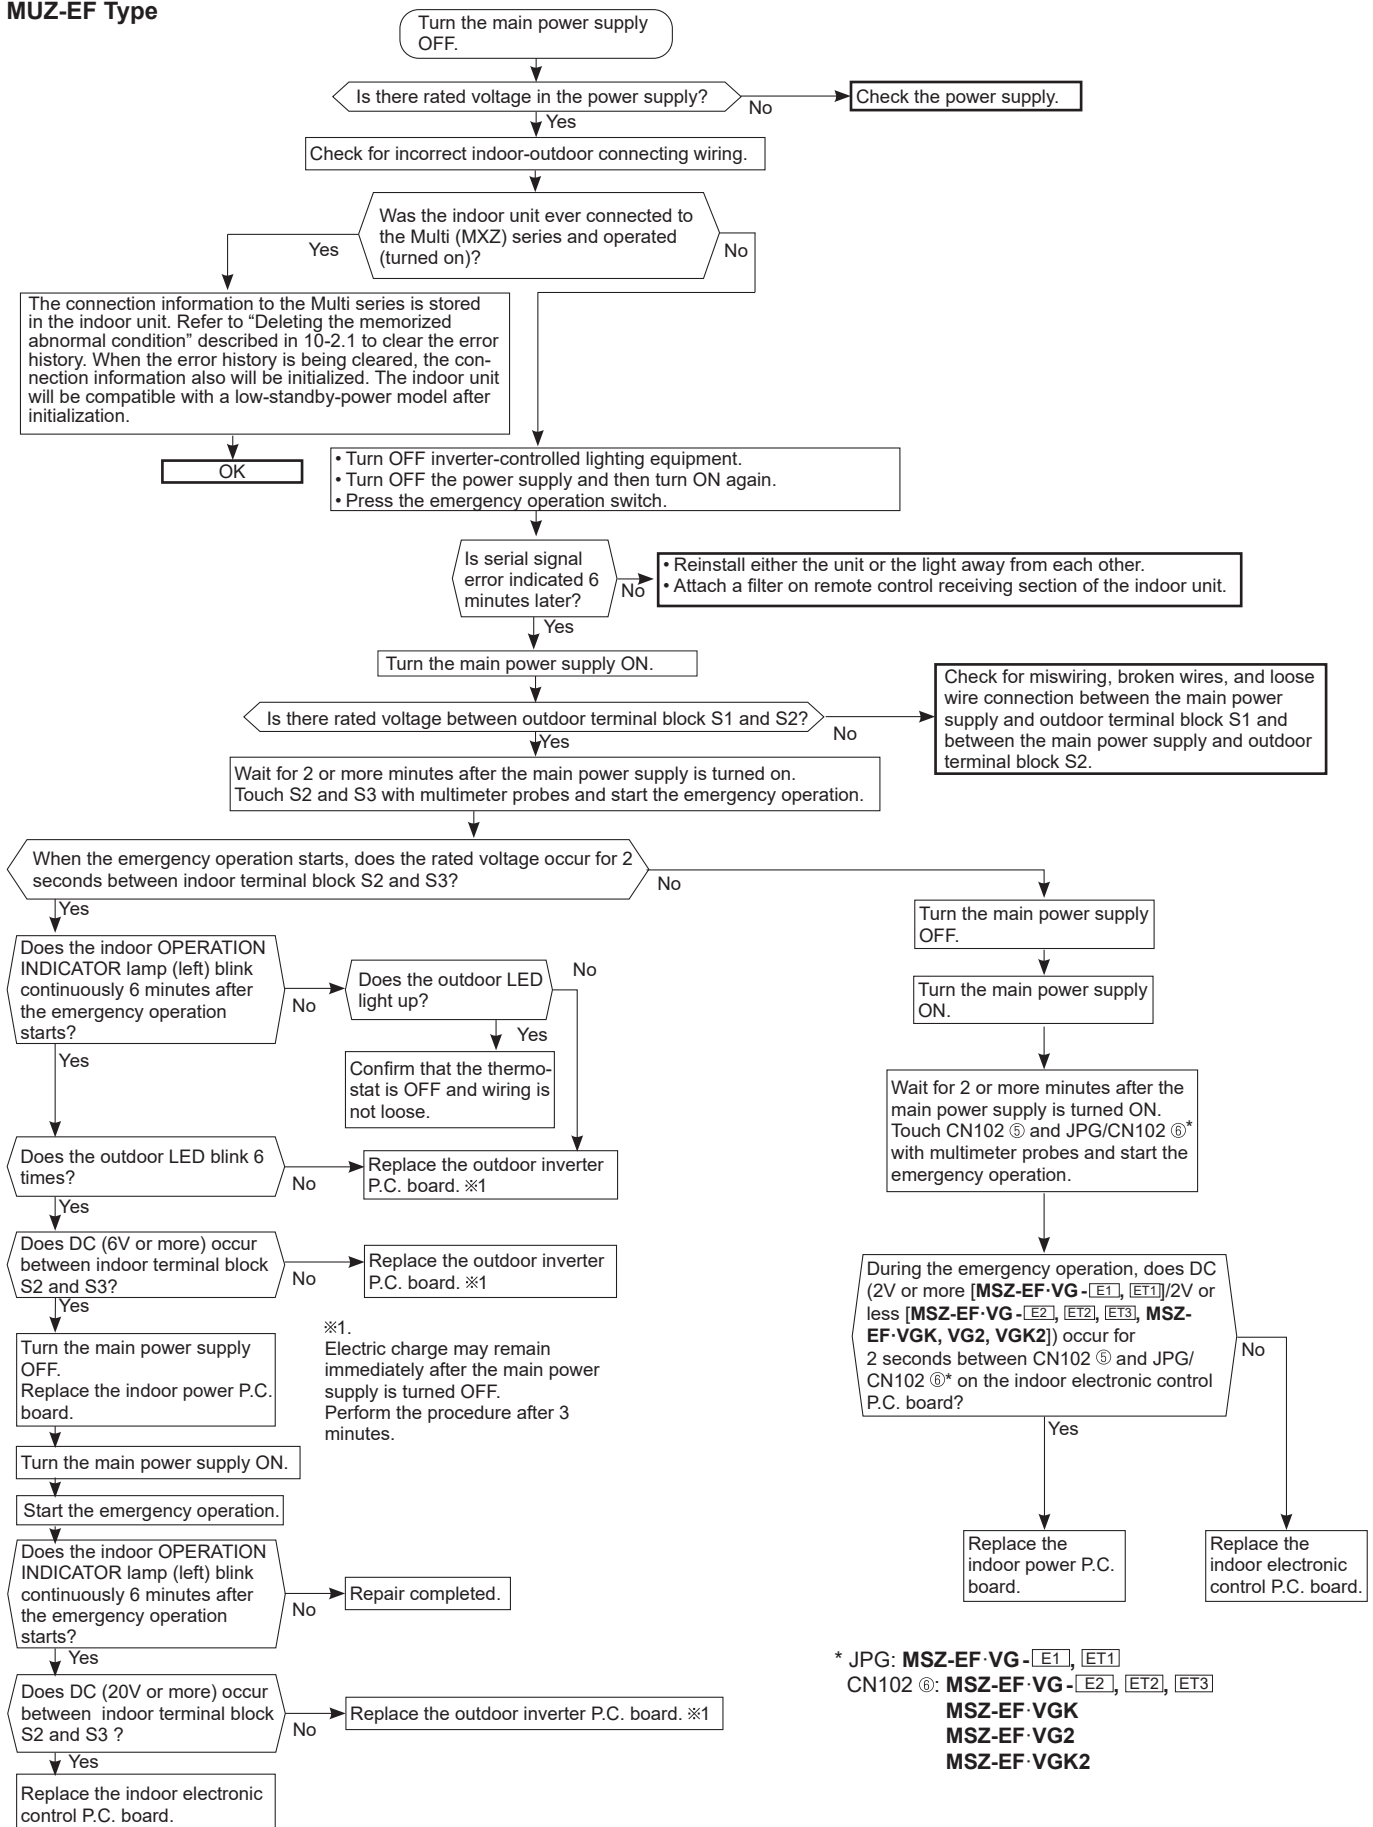 MUZ-EF Type
Turn the main power supply
OFF.
Is there rated voltage in the power supply?
No
Check the power supply.
Yes
Check for incorrect indoor-outdoor connecting wiring.
Was the indoor unit ever connected to
the Multi (MXZ) series and operated
(turned on)?
Yes
No
The connection information to the Multi series is stored
in the indoor unit. Refer to “Deleting the memorized
abnormal condition” described in 10-2.1 to clear the error
history. When the error history is being cleared, the con-
nection information also will be initialized. The indoor unit
will be compatible with a low-standby-power model after
initialization.
OK
• Turn OFF inverter-controlled lighting equipment.
• Turn OFF the power supply and then turn ON again.
• Press the emergency operation switch.
Is serial signal
error indicated 6
minutes later?
No
• Reinstall either the unit or the light away from each other.
• Attach a filter on remote control receiving section of the indoor unit.
Yes
Turn the main power supply ON.
Is there rated voltage between outdoor terminal block S1 and S2?
No
Check for miswiring, broken wires, and loose
wire connection between the main power
supply and outdoor terminal block S1 and
between the main power supply and outdoor
terminal block S2.
Yes
Wait for 2 or more minutes after the main power supply is turned on.
Touch S2 and S3 with multimeter probes and start the emergency operation.
When the emergency operation starts, does the rated voltage occur for 2
seconds between indoor terminal block S2 and S3?
No
Yes
Does the indoor OPERATION
INDICATOR lamp (left) blink
continuously 6 minutes after
the emergency operation
starts?
No
Does the outdoor LED
light up?
No
Yes
Confirm that the thermo-
stat is OFF and wiring is
not loose.
Yes
Does the outdoor LED blink 6
times?
No
Replace the outdoor inverter
P.C. board. ※1
Yes
Does DC (6V or more) occur
between indoor terminal block
S2 and S3?
No
Replace the outdoor inverter
P.C. board. ※1
Yes
Turn the main power supply
OFF.
Replace the indoor power P.C.
board.
※1.
Electric charge may remain
immediately after the main power
supply is turned OFF.
Perform the procedure after 3
minutes.
Turn the main power supply ON.
Start the emergency operation.
Does the indoor OPERATION
INDICATOR lamp (left) blink
continuously 6 minutes after
the emergency operation
starts?
No
Repair completed.
Yes
Does DC (20V or more) occur
between indoor terminal block
S2 and S3 ?
No
Replace the outdoor inverter P.C. board. ※1
Yes
Replace the indoor electronic
control P.C. board.
Turn the main power supply
OFF.
Turn the main power supply
ON.
Wait for 2 or more minutes after the
main power supply is turned ON.
Touch CN102 ⑤ and JPG/CN102 ⑥*
with multimeter probes and start the
emergency operation.
During the emergency operation, does DC
(2V or more [MSZ-EF·VG - E1, ET1]/2V or
less [MSZ-EF·VG - E2, ET2, ET3, MSZ-
EF·VGK, VG2, VGK2]) occur for
2 seconds between CN102 ⑤ and JPG/
CN102 ⑥* on the indoor electronic control
P.C. board?
No
Yes
Replace the
indoor power P.C.
board.
Replace the
indoor electronic
control P.C. board.
* JPG: MSZ-EF·VG - E1, ET1
CN102 ⑥: MSZ-EF·VG - E2, ET2, ET3
MSZ-EF·VGK
MSZ-EF·VG2
MSZ-EF·VGK2